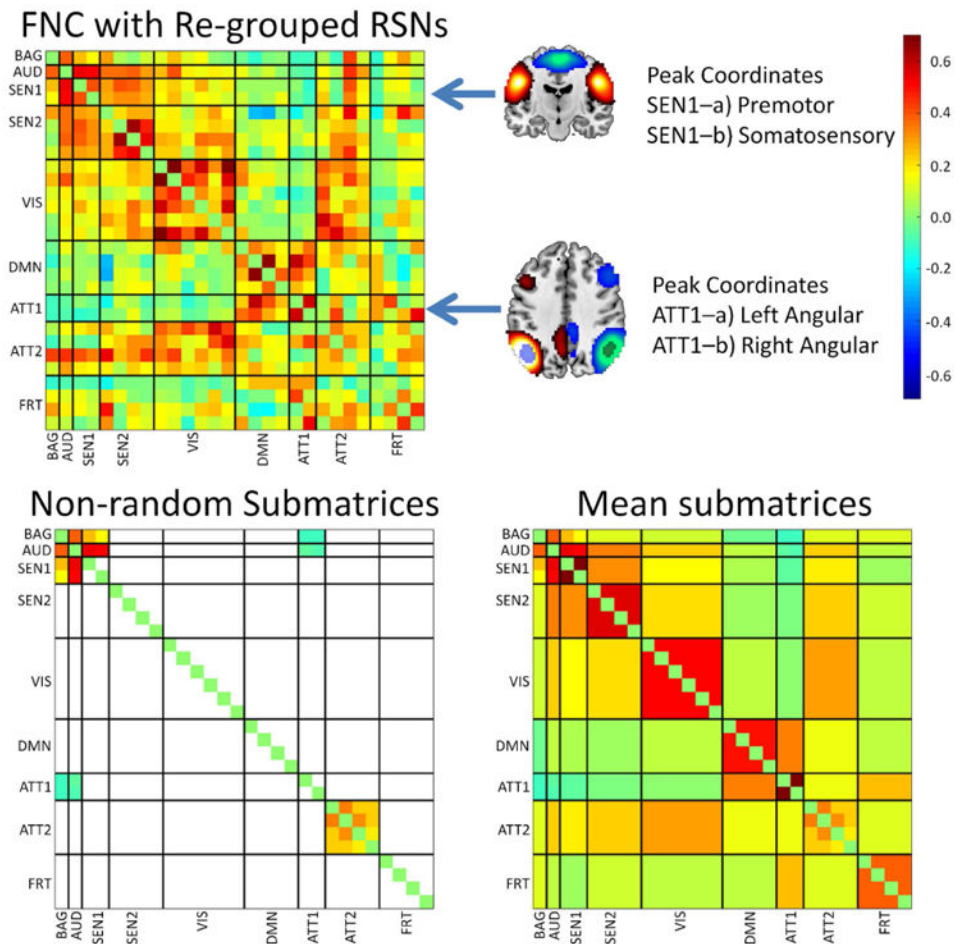 FNC with Re-grouped RSNs
BAG
AUD
SEN1
SEN2
VIS
DMN
ATT1
ATT2
FRT
BAG
AUD
SEN1
SEN2
VIS
DMN
ATT1
ATT2
FRT
Peak Coordinates
SEN1–a) Premotor
SEN1–b) Somatosensory
Peak Coordinates
ATT1–a) Left Angular
ATT1–b) Right Angular
0.6
0.4
0.2
0.0
-0.2
-0.4
-0.6
Non-random Submatrices
BAG
AUD
SEN1
SEN2
VIS
DMN
ATT1
ATT2
FRT
BAG
AUD
SEN1
SEN2
VIS
DMN
ATT1
ATT2
FRT
Mean submatrices
BAG
AUD
SEN1
SEN2
VIS
DMN
ATT1
ATT2
FRT
BAG
AUD
SEN1
SEN2
VIS
DMN
ATT1
ATT2
FRT